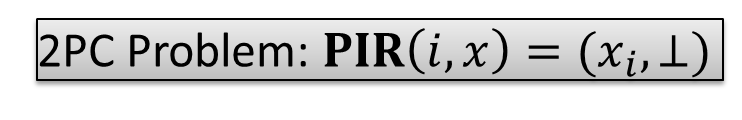 2PC Problem: PIR(i, x) = (xᵢ, ⊥)